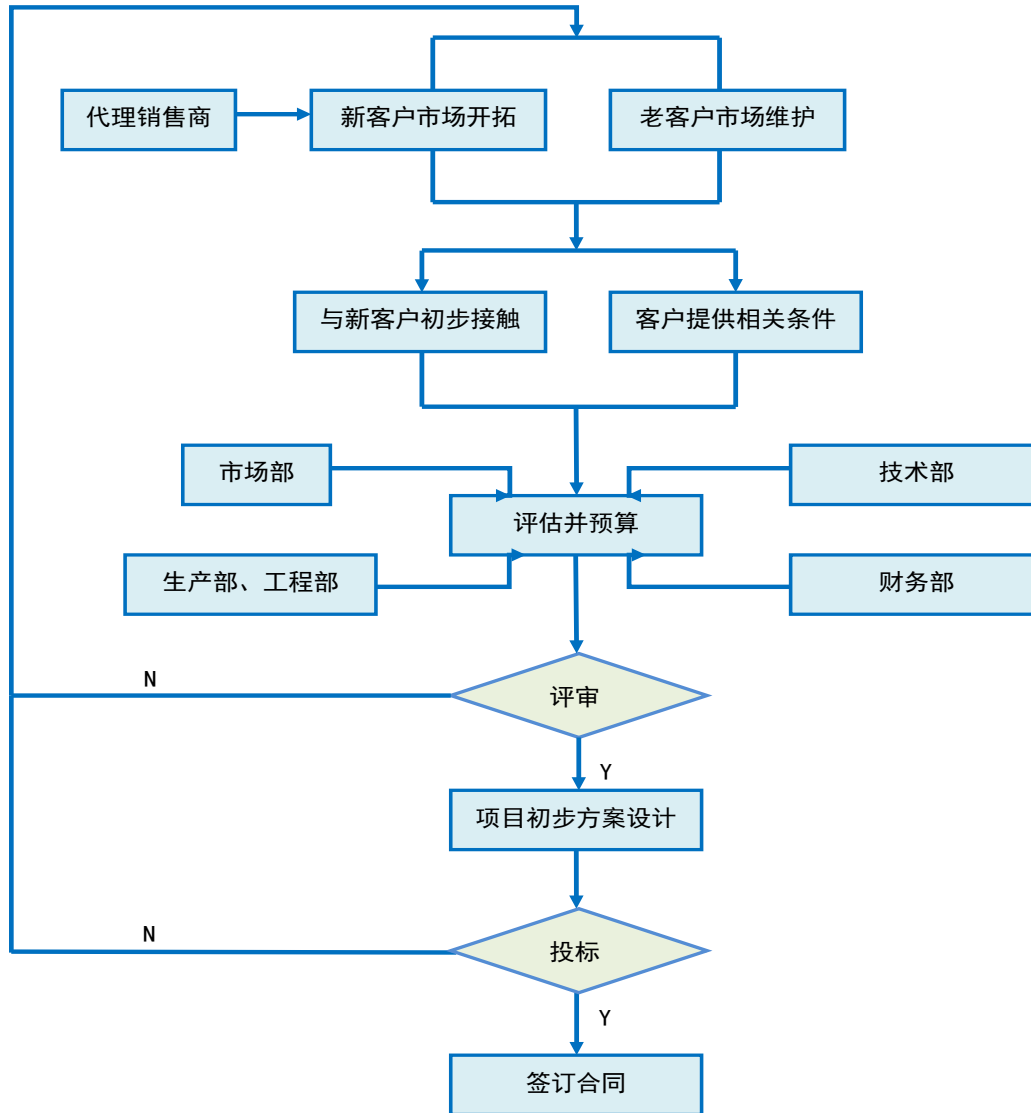 代理销售商
新客户市场开拓
老客户市场维护
与新客户初步接触
客户提供相关条件
市场部
技术部
评估并预算
生产部、工程部
财务部
N
评审
Y
项目初步方案设计
N
投标
Y
签订合同